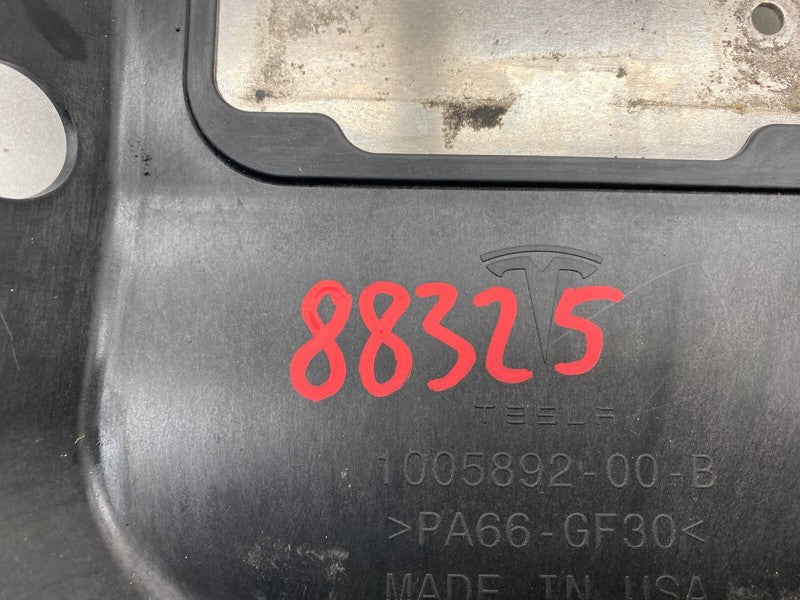 88325
TESLA
1005892-00-B
>PA66-GF30<
MADE IN USA